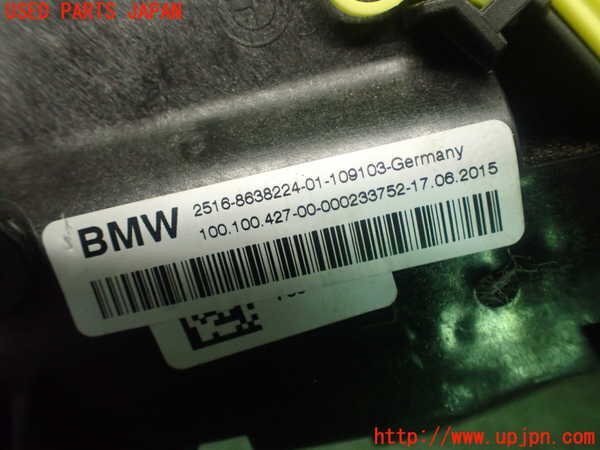 USED PARTS JAPAN
BMW
2516-8638224-01-109103-Germany
100.100.427-00-000233752-17.06.2015
http://www.upjpn.com/